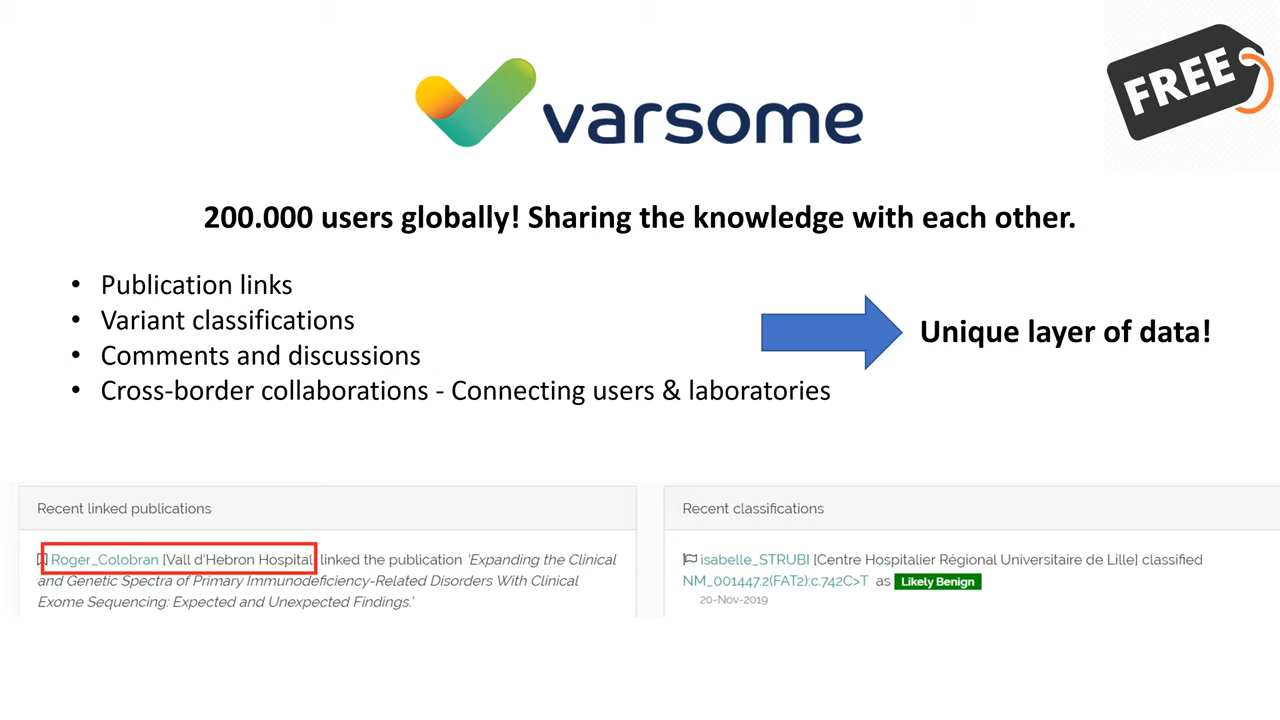 FREE
varsome
200.000 users globally! Sharing the knowledge with each other.
• Publication links
• Variant classifications
• Comments and discussions
• Cross-border collaborations - Connecting users & laboratories
Unique layer of data!
Recent linked publications
Roger_Colobran [Vall d'Hebron Hospital] linked the publication 'Expanding the Clinical
and Genetic Spectra of Primary Immunodeficiency-Related Disorders With Clinical
Exome Sequencing: Expected and Unexpected Findings.'
Recent classifications
isabelle_STRUBI [Centre Hospitalier Régional Universitaire de Lille] classified
NM_001447.2(FAT2):c.742C>T as Likely Benign
20-Nov-2019